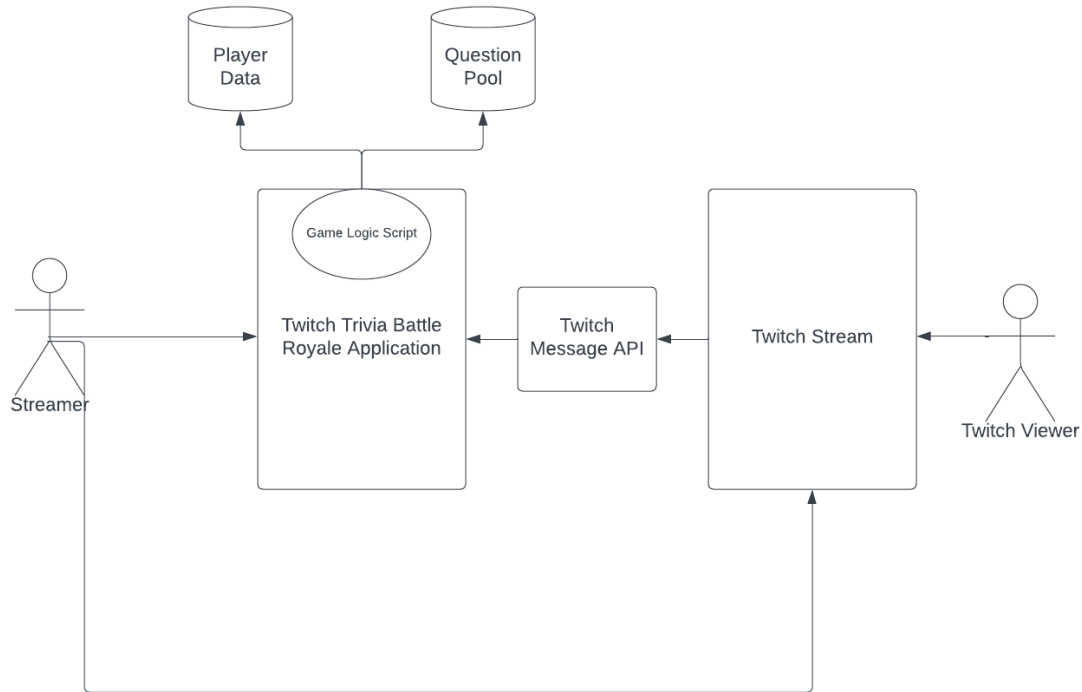 Player
Data
Question
Pool
Game Logic Script
Twitch Trivia Battle
Royale Application
Twitch
Message API
Twitch Stream
Streamer
Twitch Viewer